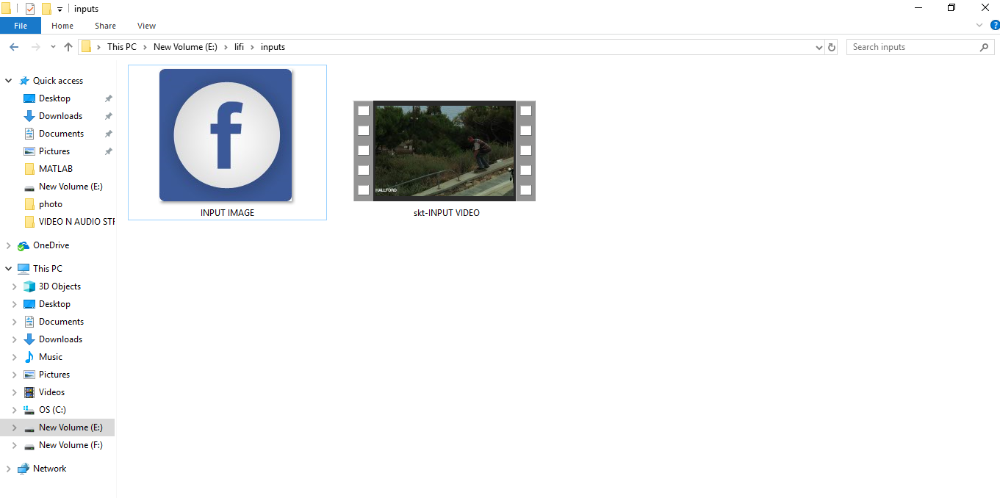 inputs
File Home Share View
This PC New Volume (E:) lifi inputs
Search inputs
Quick access
Desktop
Downloads
Documents
Pictures
MATLAB
New Volume (E:)
photo
VIDEO N AUDIO STR
OneDrive
This PC
3D Objects
Desktop
Documents
Downloads
Music
Pictures
Videos
OS (C:)
New Volume (E:)
New Volume (F:)
Network
f
INPUT IMAGE
HALLFORD
skt-INPUT VIDEO